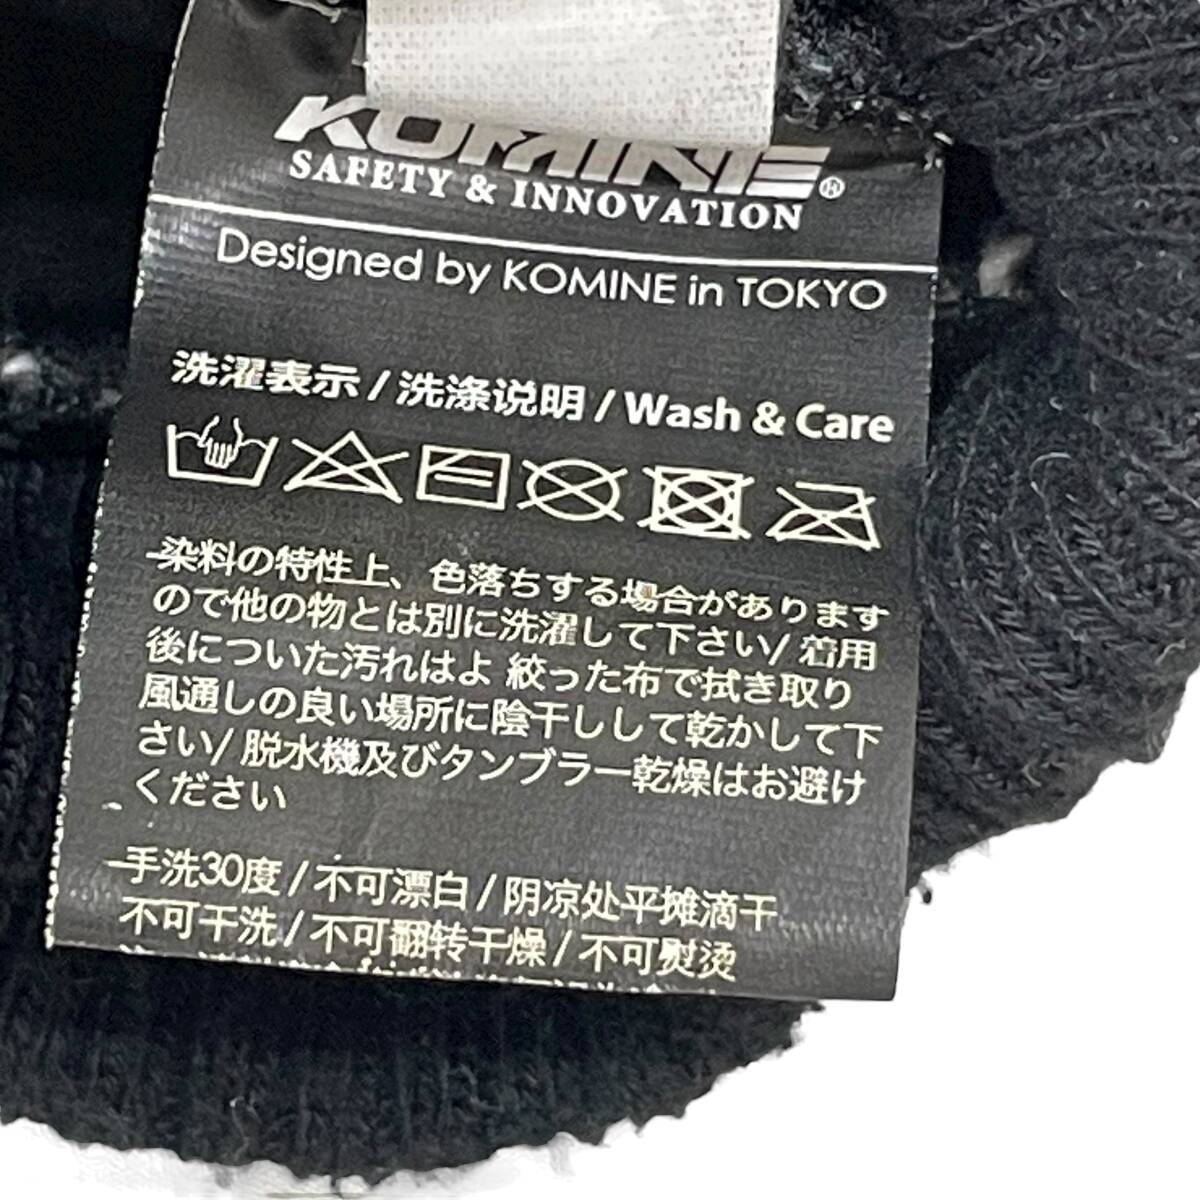 KOMINE®
SAFETY & INNOVATION
Designed by KOMINE in TOKYO
洗濯表示 / 洗涤说明 / Wash & Care
-染料の特性上、色落ちする場合があります
ので他の物とは別に洗濯して下さい/ 着用
後についた汚れはよ 絞った布で拭き取り
風通しの良い場所に陰干しして乾かして下
さい/ 脱水機及びタンブラー乾燥はお避け
ください
-手洗30度 / 不可漂白 / 阴凉处平摊滴干
不可干洗 / 不可翻转干燥 / 不可熨烫